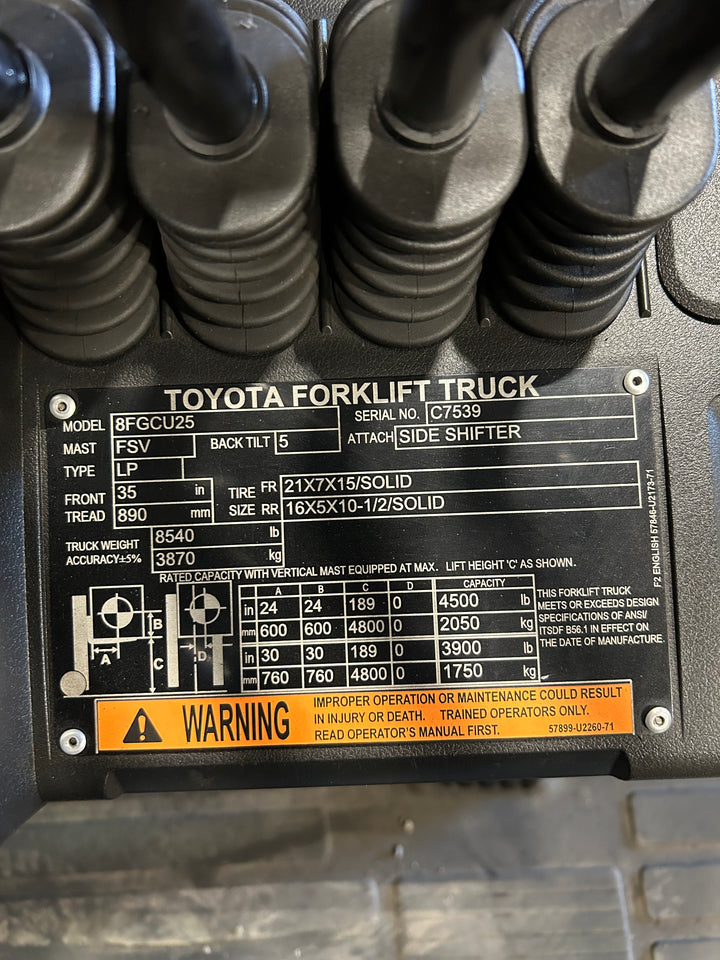 TOYOTA FORKLIFT TRUCK
MODEL 8FGCU25 SERIAL NO. C7539
MAST FSV BACK TILT 5 ATTACH SIDE SHIFTER
TYPE LP
FRONT TREAD 35 in
890 mm
TIRE SIZE FR 21X7X15/SOLID
RR 16X5X10-1/2/SOLID
TRUCK WEIGHT 8540 lb
ACCURACY±5% 3870 kg
RATED CAPACITY WITH VERTICAL MAST EQUIPPED AT MAX. LIFT HEIGHT 'C' AS SHOWN.
A B C D CAPACITY
in 24 24 189 0 4500 lb
mm 600 600 4800 0 2050 kg
in 30 30 189 0 3900 lb
mm 760 760 4800 0 1750 kg
A B C D
THIS FORKLIFT TRUCK
MEETS OR EXCEEDS DESIGN
SPECIFICATIONS OF ANSI/
ITSDF B56.1 IN EFFECT ON
THE DATE OF MANUFACTURE.
F2 ENGLISH 57846-U2173-71
WARNING
IMPROPER OPERATION OR MAINTENANCE COULD RESULT
IN INJURY OR DEATH. TRAINED OPERATORS ONLY.
READ OPERATOR'S MANUAL FIRST. 57899-U2260-71